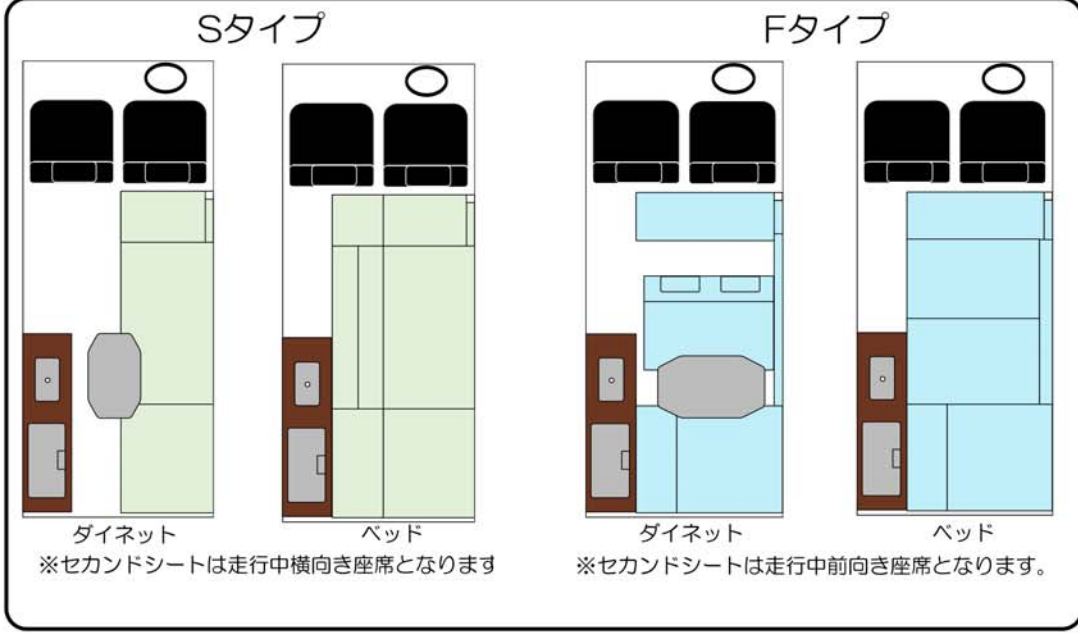 Sタイプ
Fタイプ
ダイネット
ベッド
ダイネット
ベッド
※セカンドシートは走行中横向き座席となります
※セカンドシートは走行中前向き座席となります。